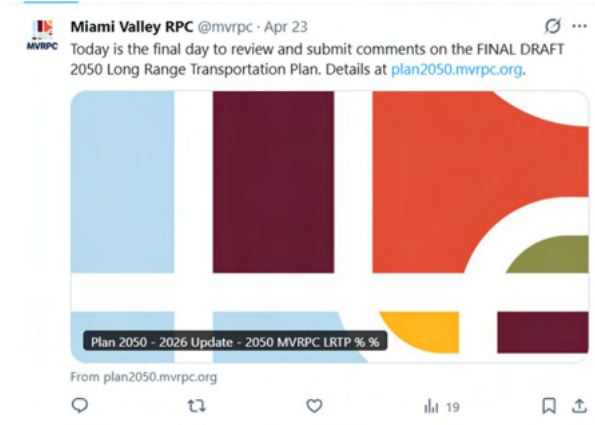 MVRPC
Miami Valley RPC @mvrpc · Apr 23
Today is the final day to review and submit comments on the FINAL DRAFT
2050 Long Range Transportation Plan. Details at plan2050.mvrpc.org.
Plan 2050 - 2026 Update - 2050 MVRPC LRTP % %
From plan2050.mvrpc.org
19